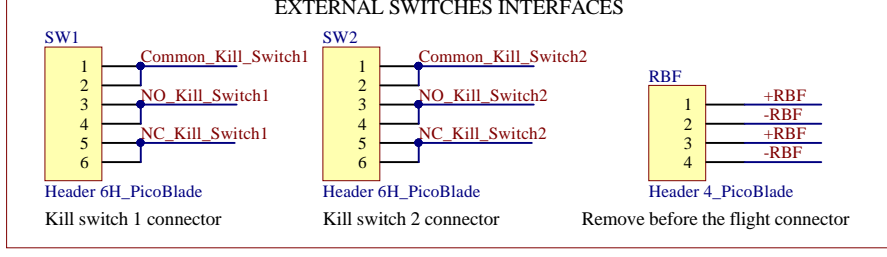 EXTERNAL SWITCHES INTERFACES
SW1
1
2
3
4
5
6
Common_Kill_Switch1
NO_Kill_Switch1
NC_Kill_Switch1
Header 6H_PicoBlade
Kill switch 1 connector
SW2
1
2
3
4
5
6
Common_Kill_Switch2
NO_Kill_Switch2
NC_Kill_Switch2
Header 6H_PicoBlade
Kill switch 2 connector
RBF
1
2
3
4
+RBF
-RBF
+RBF
-RBF
Header 4_PicoBlade
Remove before the flight connector